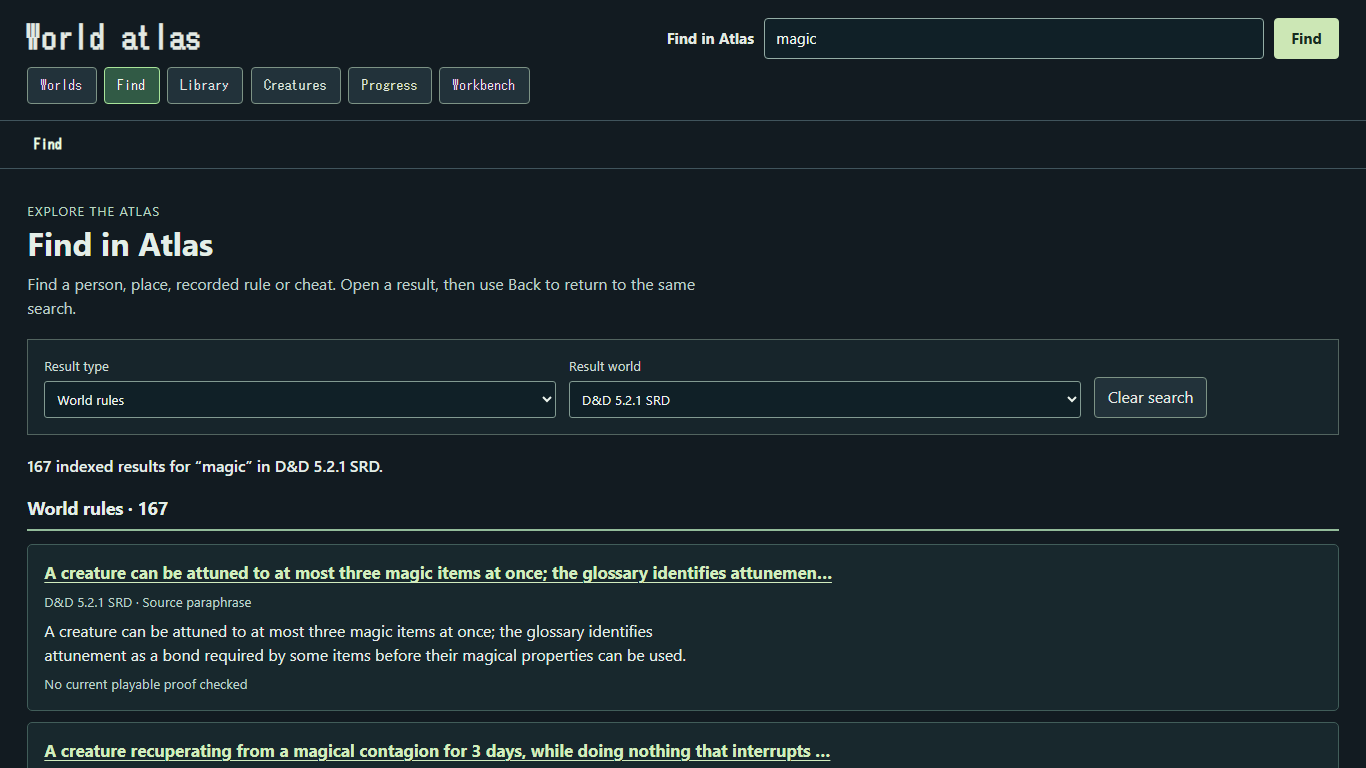 World atlas
Find in Atlas
magic
Find
Worlds
Find
Library
Creatures
Progress
Workbench
Find
EXPLORE THE ATLAS
Find in Atlas
Find a person, place, recorded rule or cheat. Open a result, then use Back to return to the same
search.
Result type
World rules
Result world
D&D 5.2.1 SRD
Clear search
167 indexed results for “magic” in D&D 5.2.1 SRD.
World rules · 167
A creature can be attuned to at most three magic items at once; the glossary identifies attunemen…
D&D 5.2.1 SRD · Source paraphrase
A creature can be attuned to at most three magic items at once; the glossary identifies
attunement as a bond required by some items before their magical properties can be used.
No current playable proof checked
A creature recuperating from a magical contagion for 3 days, while doing nothing that interrupts …